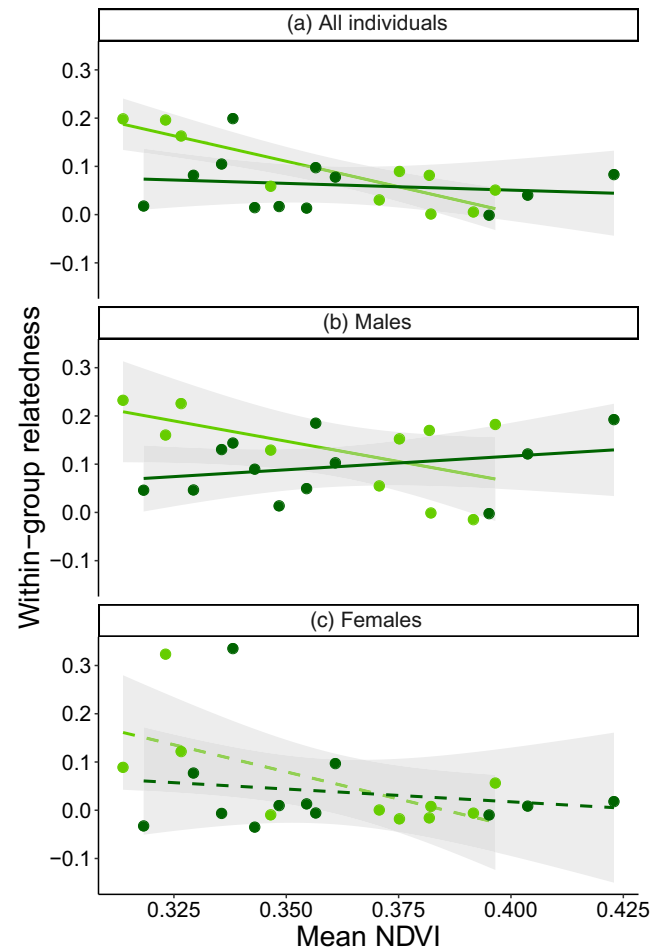 (a) All individuals
0.3
0.2
0.1
0.0
−0.1
(b) Males
0.3
0.2
0.1
0.0
−0.1
(c) Females
0.3
0.2
0.1
0.0
−0.1
Within−group relatedness
0.325 0.350 0.375 0.400 0.425
Mean NDVI